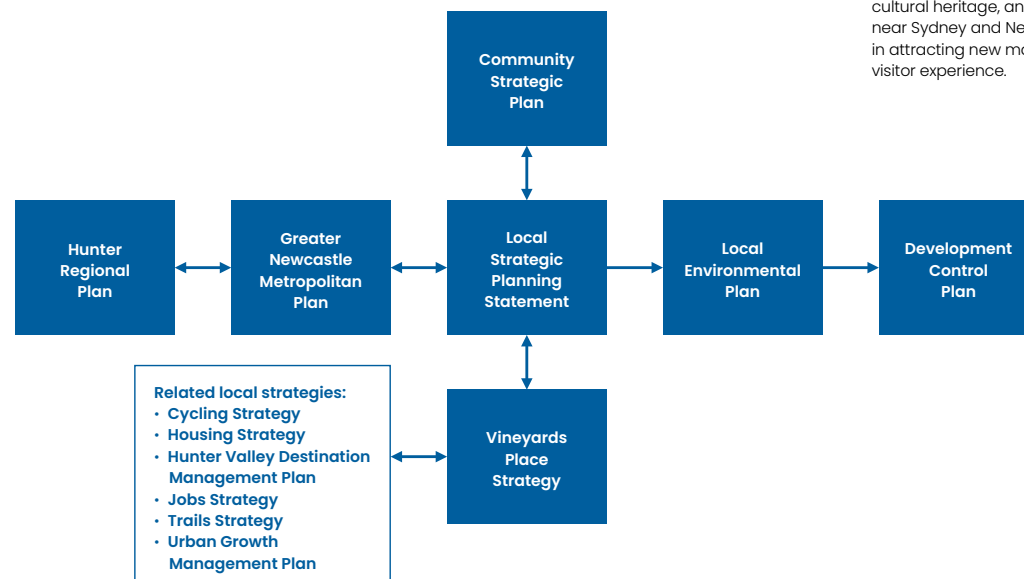 cultural heritage, an
near Sydney and Ne
in attracting new ma
visitor experience.
Community
Strategic
Plan
Hunter
Regional
Plan
Greater
Newcastle
Metropolitan
Plan
Local
Strategic
Planning
Statement
Local
Environmental
Plan
Development
Control
Plan
Related local strategies:
• Cycling Strategy
• Housing Strategy
• Hunter Valley Destination
Management Plan
• Jobs Strategy
• Trails Strategy
• Urban Growth
Management Plan
Vineyards
Place
Strategy